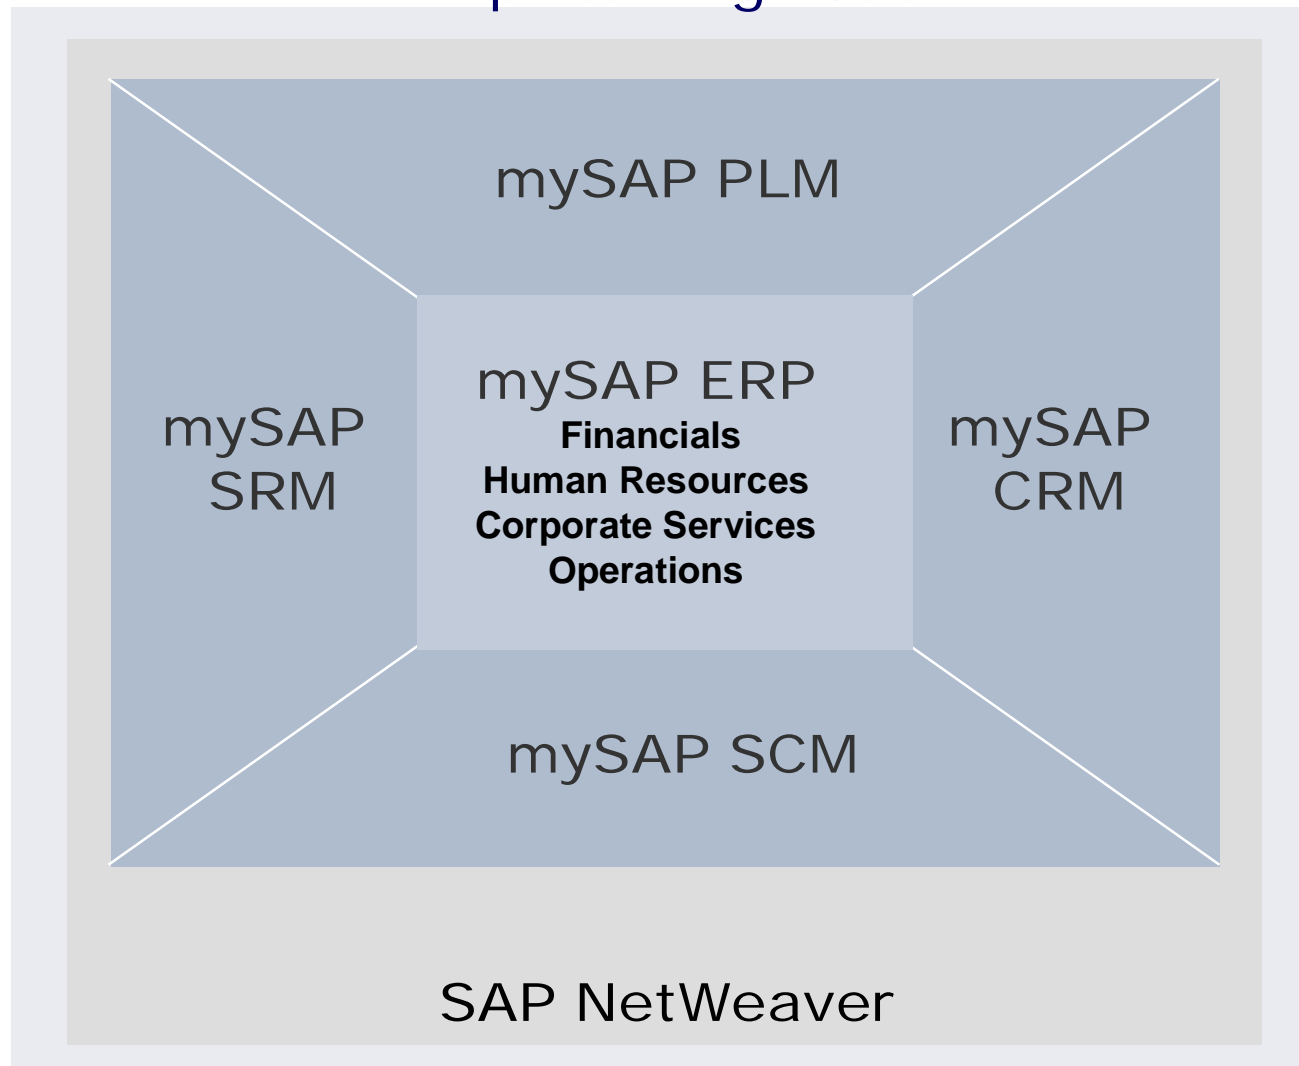 mySAP PLM
mySAP ERP
Financials
Human Resources
Corporate Services
Operations
mySAP
SRM
mySAP
CRM
mySAP SCM
SAP NetWeaver